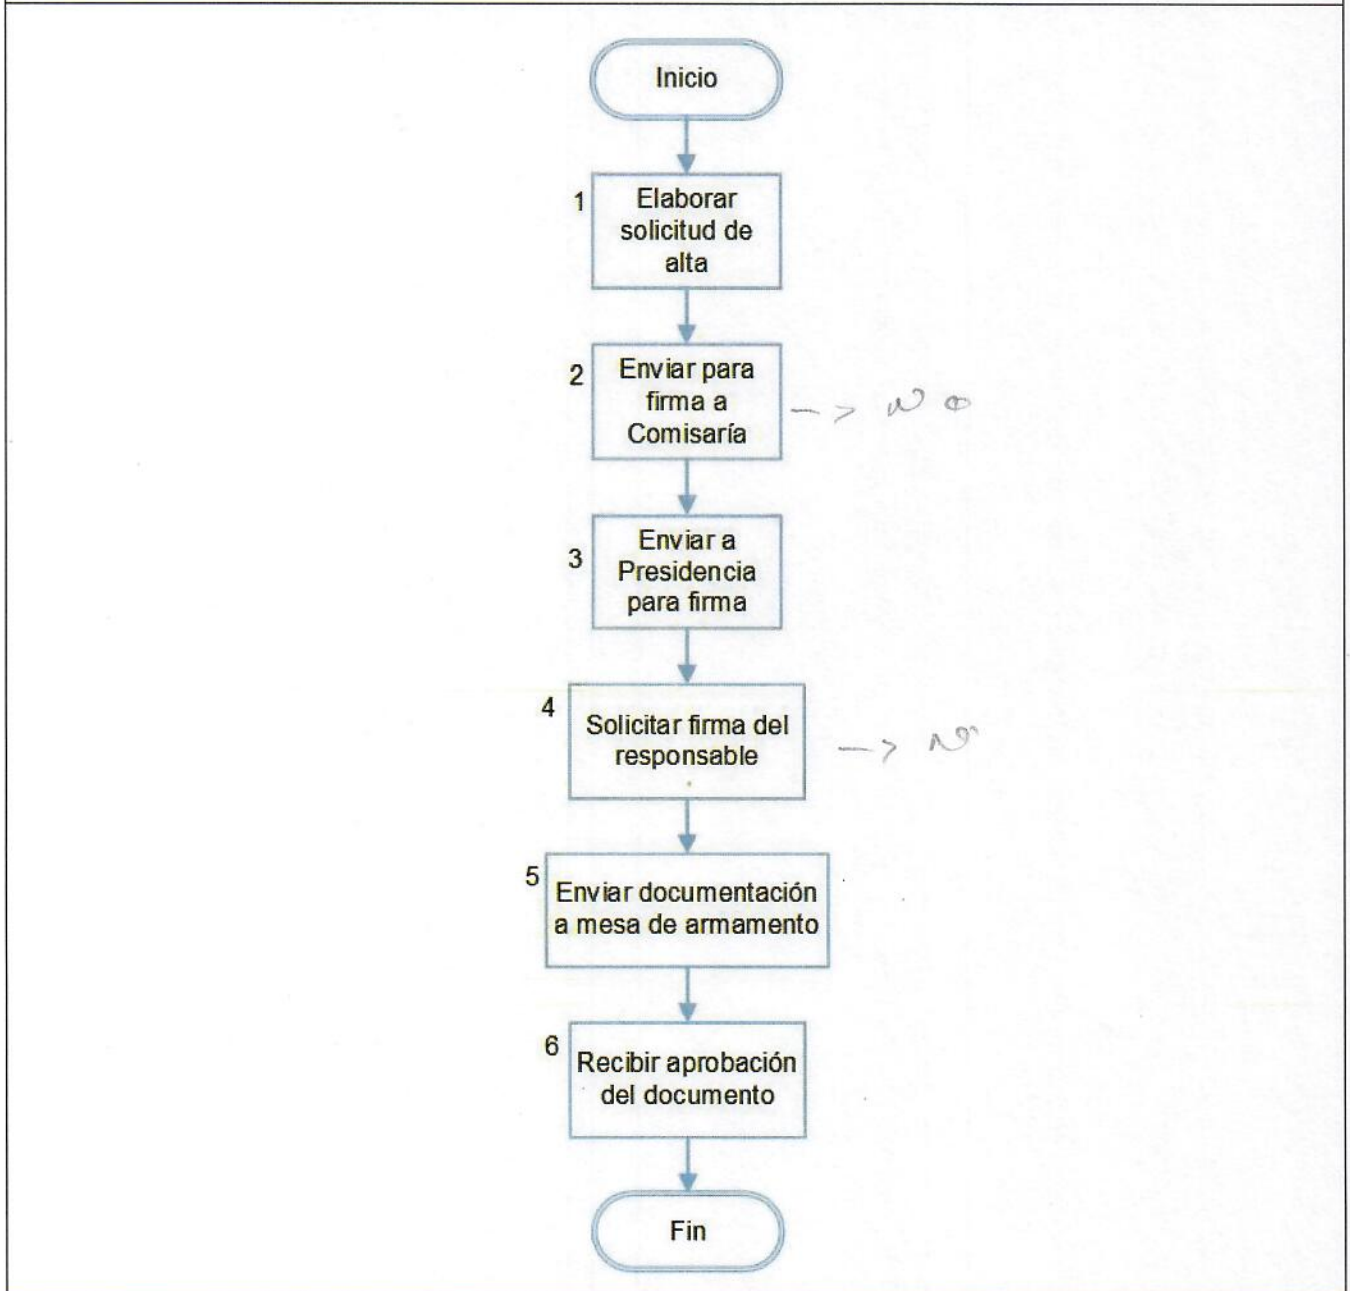 Inicio
1
Elaborar
solicitud de
alta
2
Enviar para
firma a
Comisaría
--> No
3
Enviar a
Presidencia
para firma
4
Solicitar firma del
responsable
5
Enviar documentación
a mesa de armamento
6
Recibir aprobación
del documento
Fin